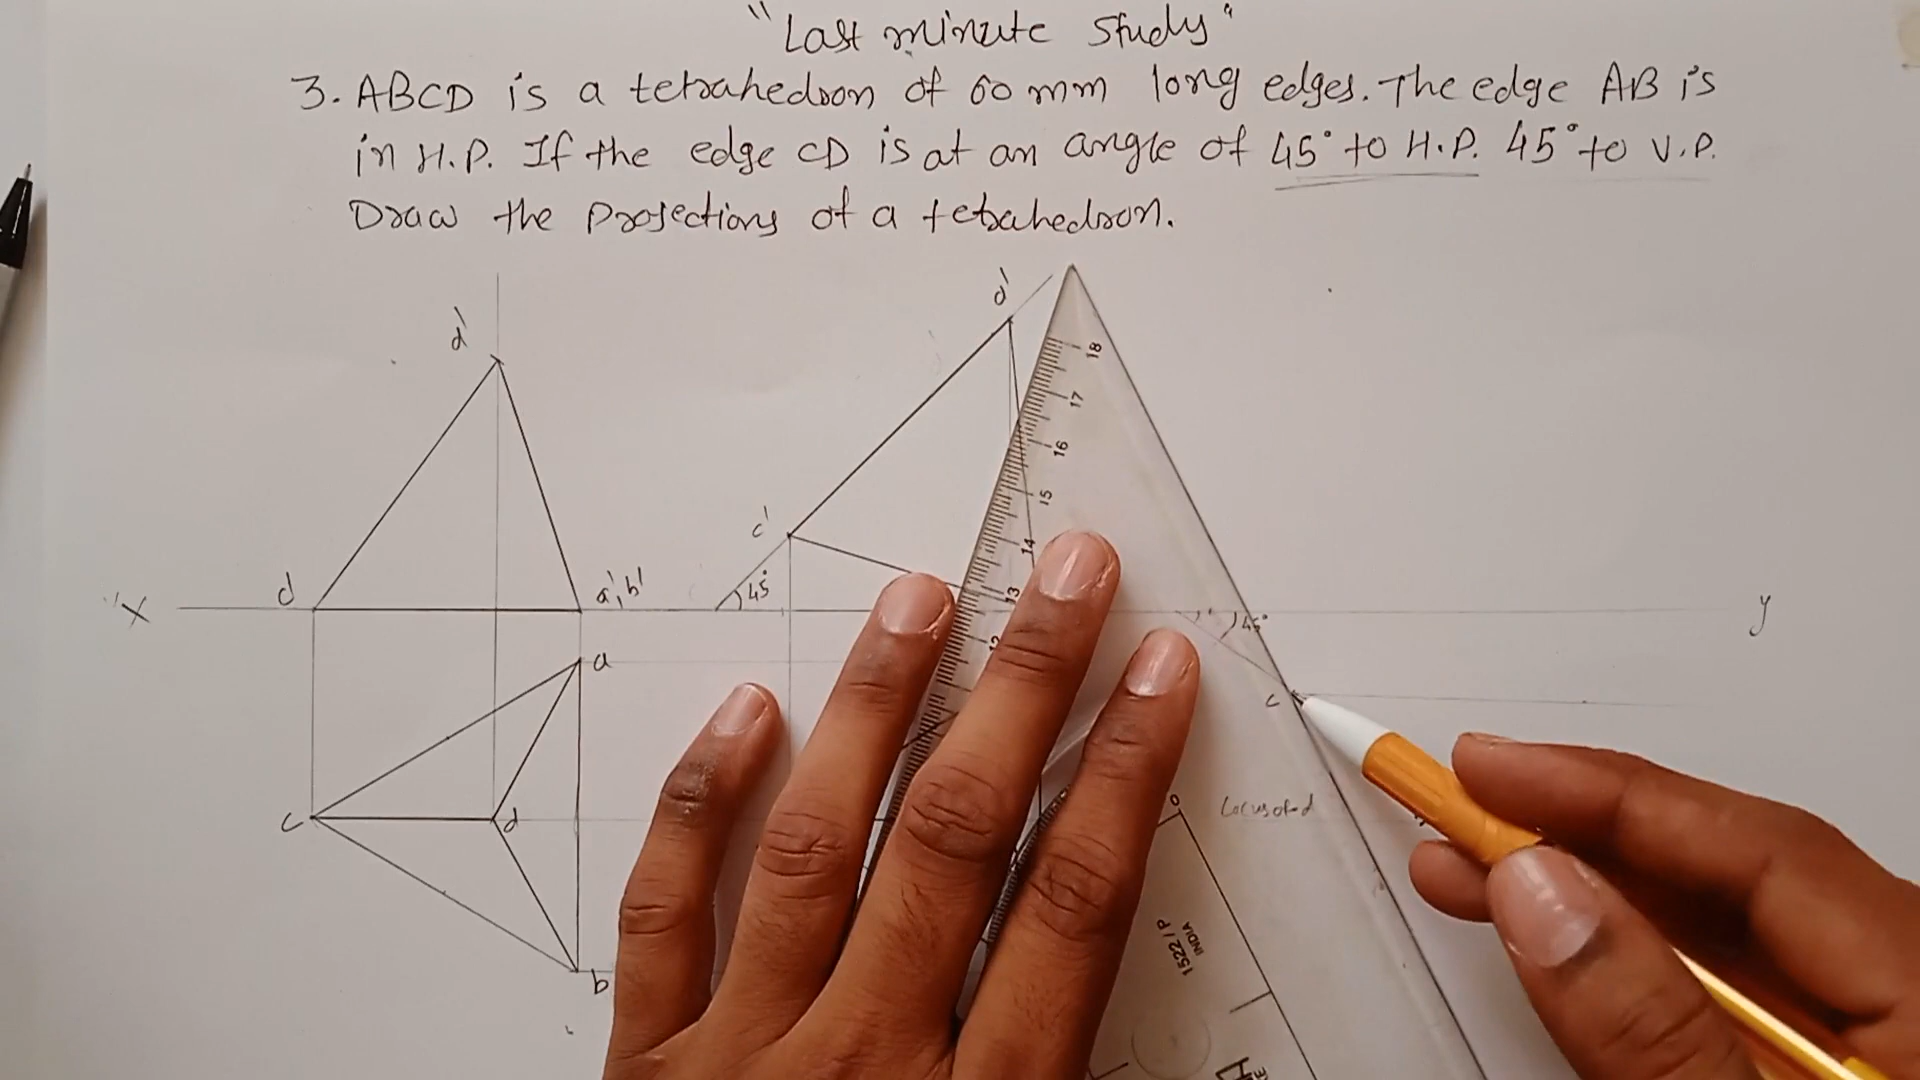 "Last minute study"
3. ABCD is a tetrahedron of 60 mm long edges. The edge AB is
in H.P. If the edge CD is at an angle of 45° to H.P. 45° to V.P.
Draw the projections of a tetrahedron.
d'
d'
c'
45°
d
a', b'
X
y
45°
a
c
c
d
Locus of d
b
18
17
16
15
14
13
12
0
1522 / P
INDIA